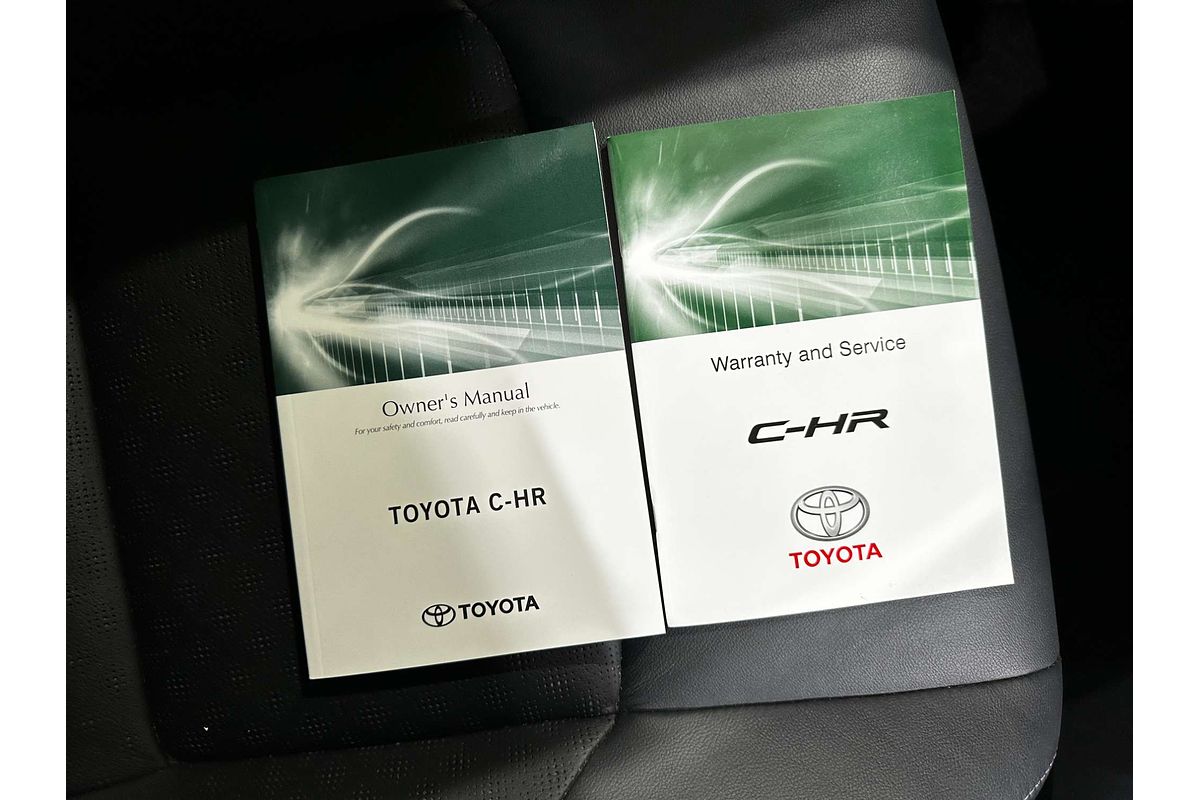 Owner's Manual
For your safety and comfort, read carefully and keep in the vehicle.
TOYOTA C-HR
TOYOTA
Warranty and Service
C-HR
TOYOTA